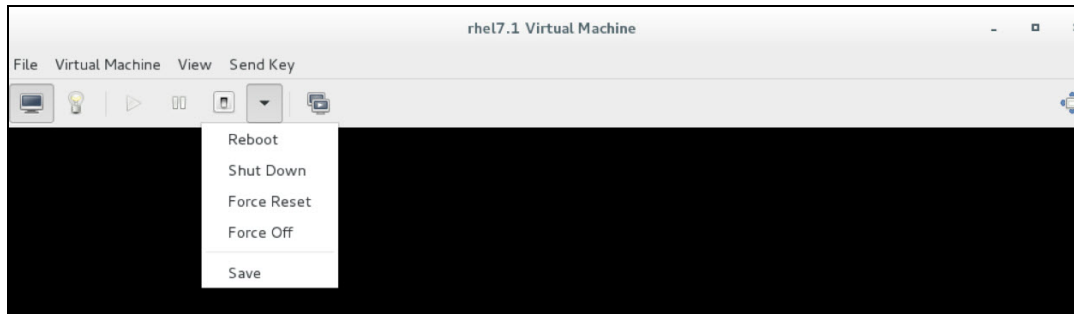 rhel7.1 Virtual Machine
File Virtual Machine View Send Key
Reboot
Shut Down
Force Reset
Force Off
Save